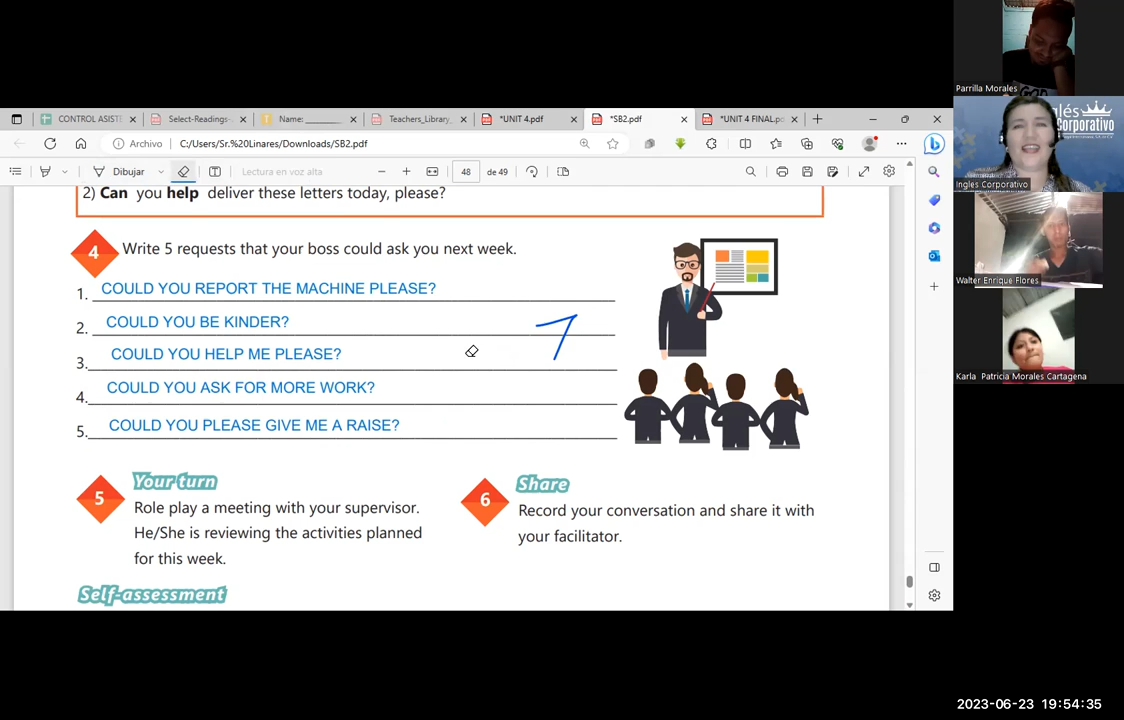 CONTROL ASIST
Select-Readings-
Name: ________
Teachers_Library_
*UNIT 4.pdf
*SB2.pdf
*UNIT 4 FINAL.p
Archivo
C:/Users/Sr.%20Linares/Downloads/SB2.pdf
Dibujar
Lectura en voz alta
48
de 49
2) Can you help deliver these letters today, please?
4
Write 5 requests that your boss could ask you next week.
1. COULD YOU REPORT THE MACHINE PLEASE?
2. COULD YOU BE KINDER?
7
3. COULD YOU HELP ME PLEASE?
4. COULD YOU ASK FOR MORE WORK?
5. COULD YOU PLEASE GIVE ME A RAISE?
5
Your turn
Role play a meeting with your supervisor.
He/She is reviewing the activities planned
for this week.
6
Share
Record your conversation and share it with
your facilitator.
Self-assessment
Parrilla Morales
glés
Corporativo
Ingles Corporativo
Walter Enrique Flores
Karla Patricia Morales Cartagena
2023-06-23 19:54:35